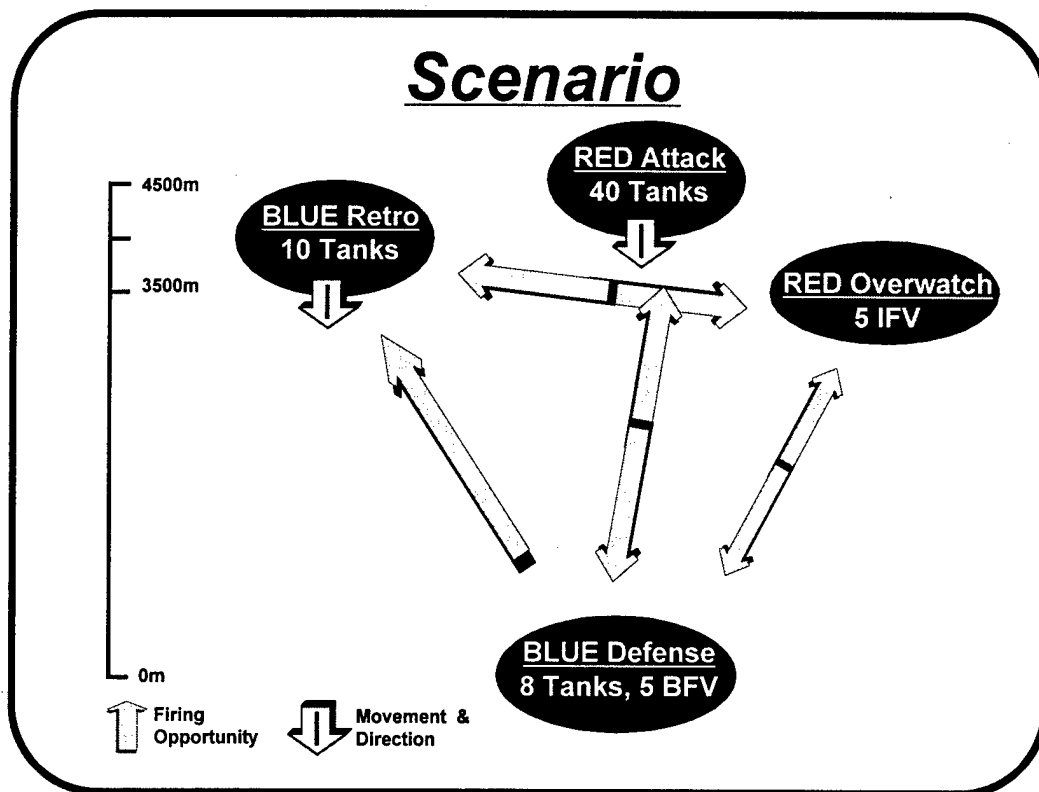 Scenario
RED Attack
40 Tanks
4500m
BLUE Retro
10 Tanks
3500m
RED Overwatch
5 IFV
BLUE Defense
8 Tanks, 5 BFV
0m
Firing
Opportunity
Movement &
Direction